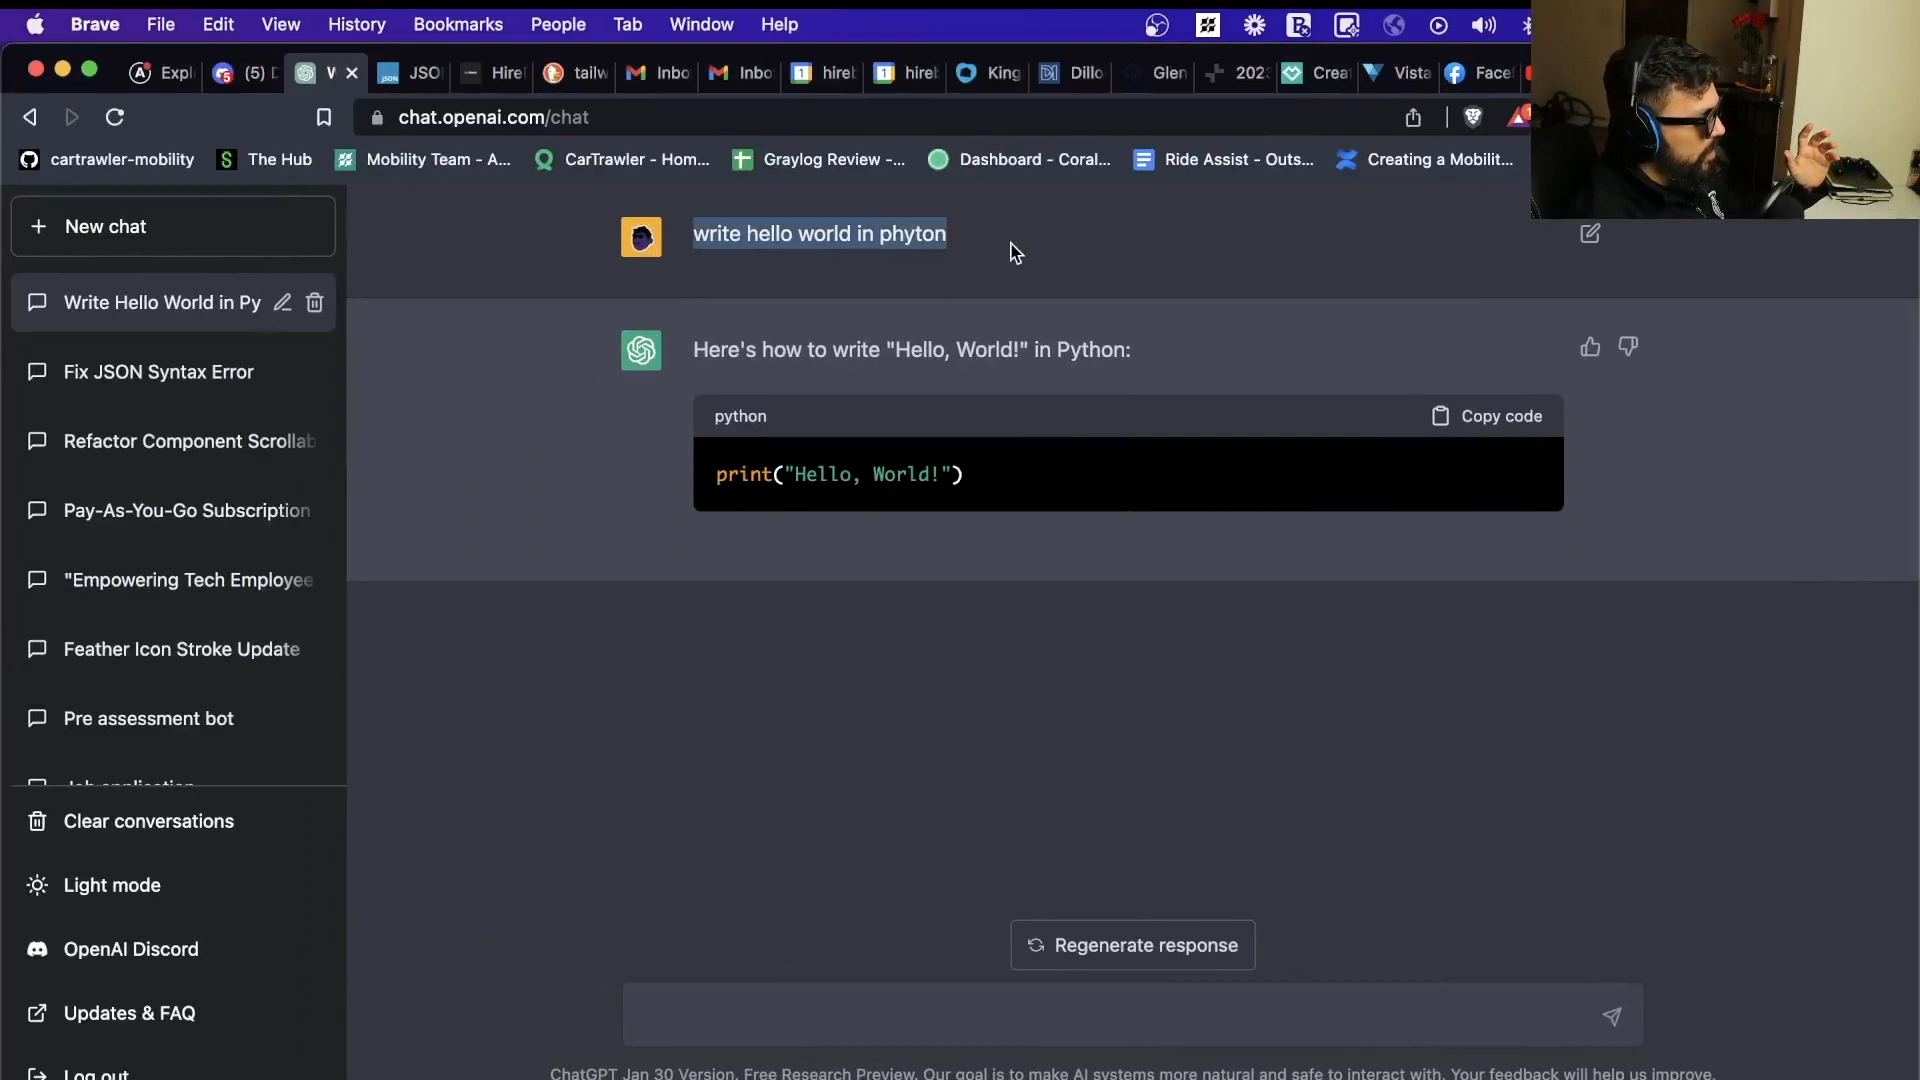 Brave File Edit View History Bookmarks People Tab Window Help
Expl (5) D W JSO Hire tailw Inbo Inbo hirel hirel King Dillo Glen 202 Crea Vista Face
chat.openai.com/chat
cartrawler-mobility The Hub Mobility Team - A... CarTrawler - Hom... Graylog Review -... Dashboard - Coral... Ride Assist - Outs... Creating a Mobilit...
New chat
write hello world in phyton
Write Hello World in Py
Here's how to write "Hello, World!" in Python:
Fix JSON Syntax Error
python Copy code
Refactor Component Scrollab
print("Hello, World!")
Pay-As-You-Go Subscription
"Empowering Tech Employee
Feather Icon Stroke Update
Pre assessment bot
Job application
Clear conversations
Light mode
Regenerate response
OpenAI Discord
Updates & FAQ
Log out
ChatGPT Jan 30 Version. Free Research Preview. Our goal is to make AI systems more natural and safe to interact with. Your feedback will help us improve.